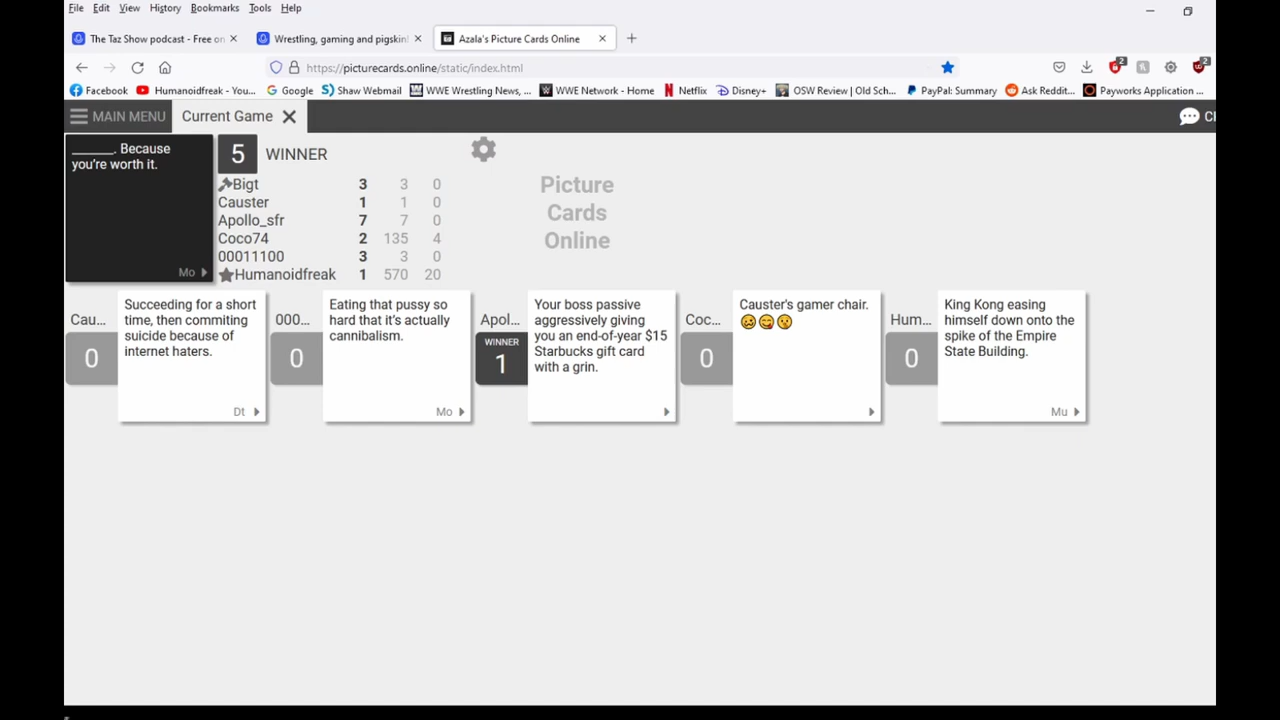 File Edit View History Bookmarks Tools Help
The Taz Show podcast - Free on × Wrestling, gaming and pigskin! × Azala's Picture Cards Online × +
https://picturecards.online/static/index.html 2 2
Facebook Humanoidfreak - You... Google Shaw Webmail WWE Wrestling News, ... WWE Network - Home Netflix Disney+ OSW Review | Old Sch... PayPal: Summary Ask Reddit... Payworks Application ...
MAIN MENU Current Game
______. Because
you're worth it.
Mo
5 WINNER
Bigt 3 3 0
Causter 1 1 0
Apollo_sfr 7 7 0
Coco74 2 135 4
00011100 3 3 0
Humanoidfreak 1 570 20
Picture
Cards
Online
Cau...
0
Succeeding for a short
time, then commiting
suicide because of
internet haters.
Dt
000...
0
Eating that pussy so
hard that it's actually
cannibalism.
Mo
Apol...
WINNER
1
Your boss passive
aggressively giving
you an end-of-year $15
Starbucks gift card
with a grin.
Coc...
0
Causter's gamer chair.
🥴😋😗
Hum...
0
King Kong easing
himself down onto the
spike of the Empire
State Building.
Mu